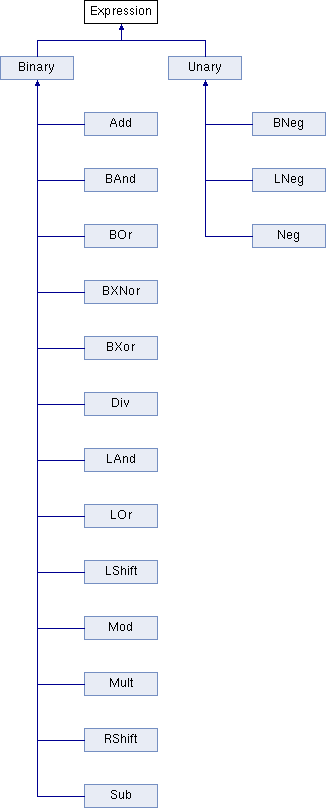 Expression
Binary
Unary
Add
BNeg
BAnd
LNeg
BOr
Neg
BXNor
BXor
Div
LAnd
LOr
LShift
Mod
Mult
RShift
Sub